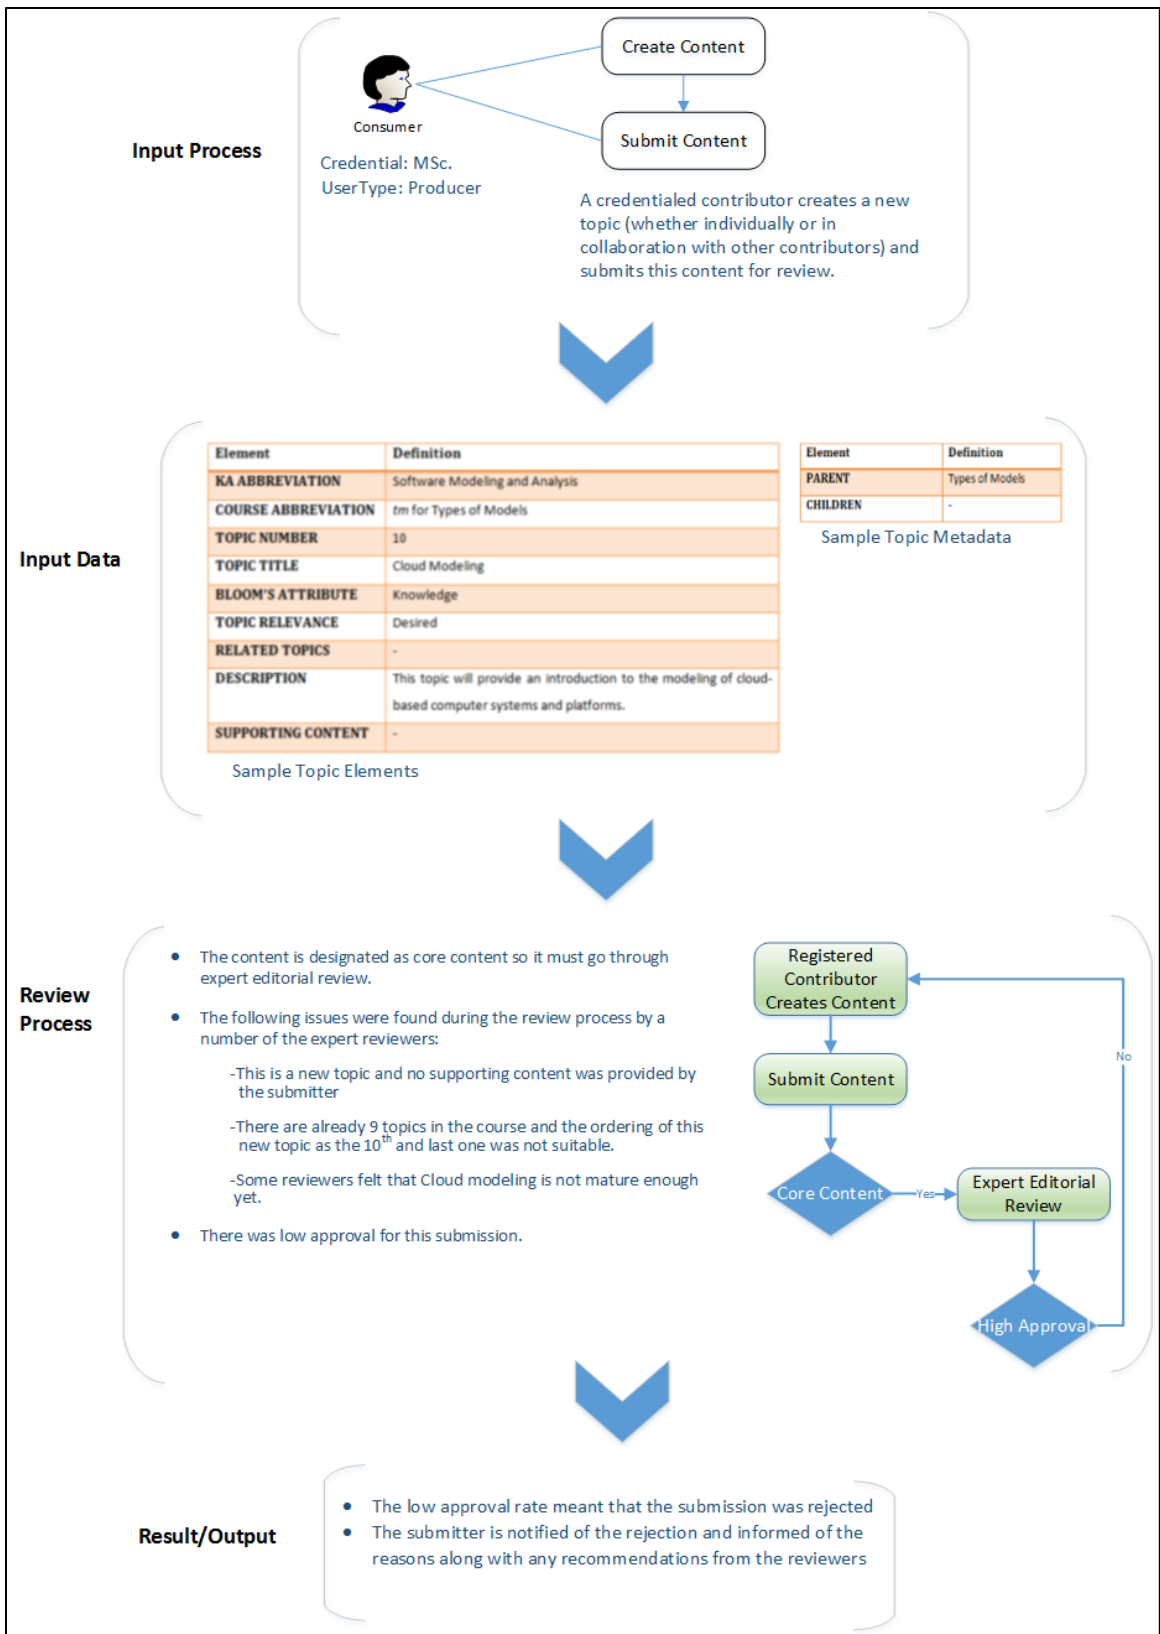 Create Content
Consumer
Submit Content
Input Process
Credential: MSc.
UserType: Producer
A credentialed contributor creates a new
topic (whether individually or in
collaboration with other contributors) and
submits this content for review.
Input Data
Element Definition
KA ABBREVIATION Software Modeling and Analysis
COURSE ABBREVIATION tm for Types of Models
TOPIC NUMBER 10
TOPIC TITLE Cloud Modeling
BLOOM'S ATTRIBUTE Knowledge
TOPIC RELEVANCE Desired
RELATED TOPICS -
DESCRIPTION This topic will provide an introduction to the modeling of cloud-
based computer systems and platforms.
SUPPORTING CONTENT -
Sample Topic Elements
Element Definition
PARENT Types of Models
CHILDREN -
Sample Topic Metadata
Review
Process
• The content is designated as core content so it must go through
expert editorial review.
• The following issues were found during the review process by a
number of the expert reviewers:
-This is a new topic and no supporting content was provided by
the submitter
-There are already 9 topics in the course and the ordering of this
new topic as the 10th and last one was not suitable.
-Some reviewers felt that Cloud modeling is not mature enough
yet.
• There was low approval for this submission.
Registered
Contributor
Creates Content
No
Submit Content
Core Content
Yes
Expert Editorial
Review
High Approval
Result/Output
• The low approval rate meant that the submission was rejected
• The submitter is notified of the rejection and informed of the
reasons along with any recommendations from the reviewers